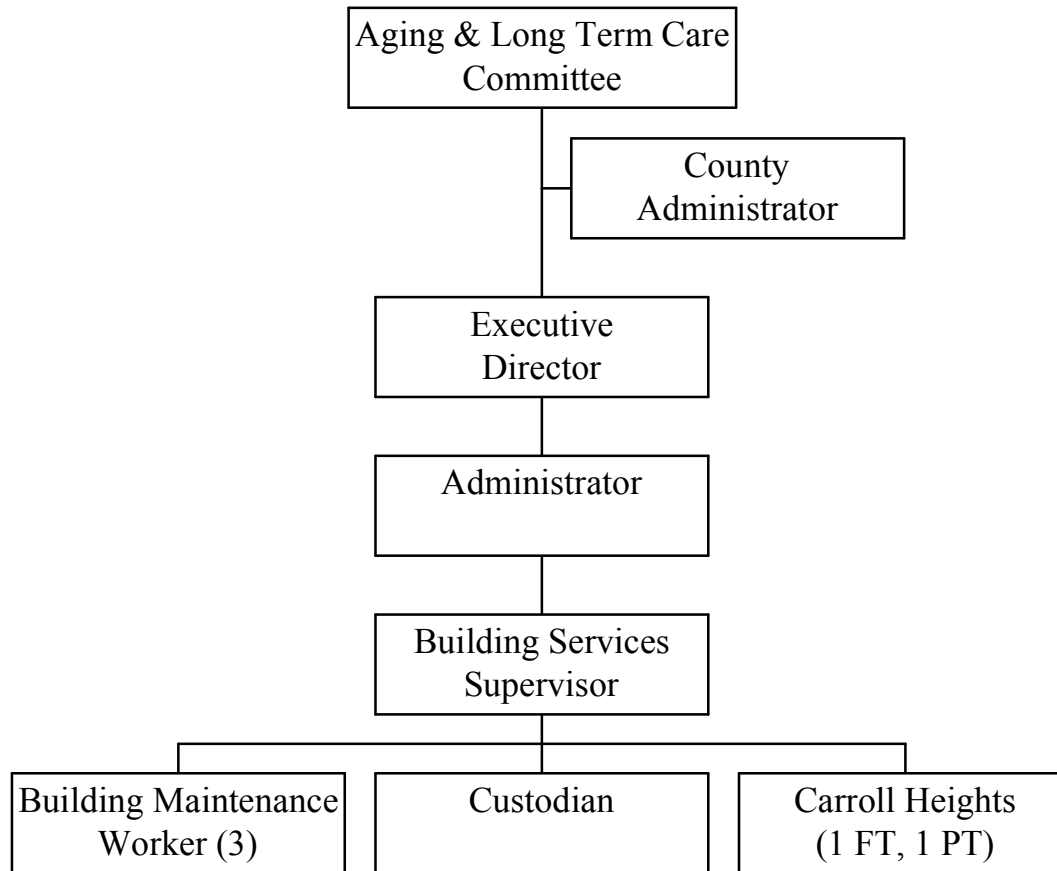 Aging & Long Term Care
Committee
County
Administrator
Executive
Director
Administrator
Building Services
Supervisor
Building Maintenance
Worker (3)
Custodian
Carroll Heights
(1 FT, 1 PT)